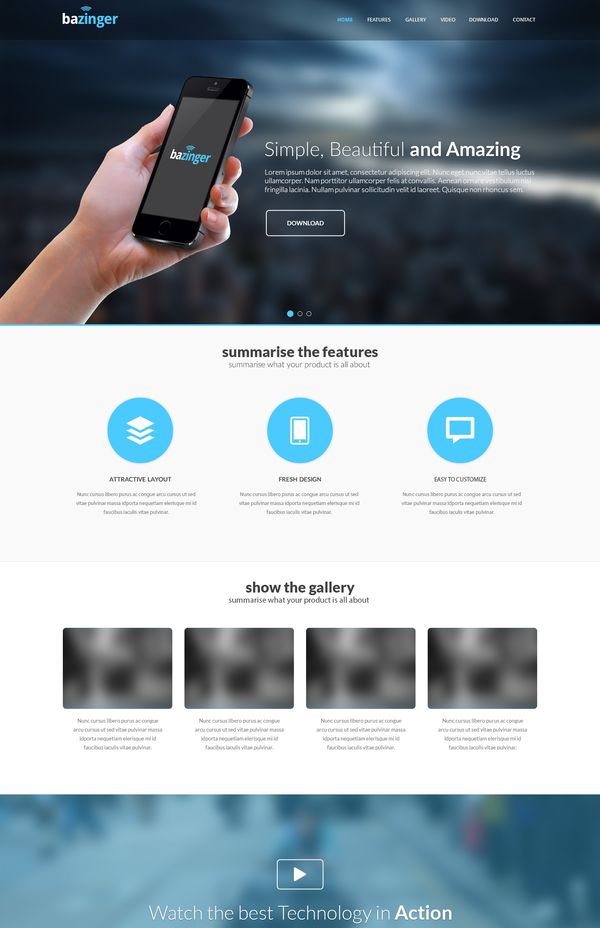 bazinger
HOME FEATURES GALLERY VIDEO DOWNLOAD CONTACT
bazinger
Simple, Beautiful and Amazing
Lorem ipsum dolor sit amet, consectetur adipiscing elit. Nunc eget nunc vitae tellus luctus
ullamcorper. Nam porttitor ullamcorper felis at convallis. Aenean ornare vestibulum nisi
fringilla lacinia. Nullam pulvinar sollicitudin velit id laoreet. Quisque non rhoncus sem.
DOWNLOAD
summarise the features
summarise what your product is all about
ATTRACTIVE LAYOUT
Nunc cursus libero purus ac congue arcu cursus ut sed
vitae pulvinar massa idporta nequetiam elerisque mi id
faucibus iaculis vitae pulvinar.
FRESH DESIGN
Nunc cursus libero purus ac congue arcu cursus ut sed
vitae pulvinar massa idporta nequetiam elerisque mi id
faucibus iaculis vitae pulvinar.
EASY TO CUSTOMIZE
Nunc cursus libero purus ac congue arcu cursus ut sed
vitae pulvinar massa idporta nequetiam elerisque mi id
faucibus iaculis vitae pulvinar.
show the gallery
summarise what your product is all about
Nunc cursus libero purus ac congue
arcu cursus ut sed vitae pulvinar massa
idporta nequetiam elerisque mi id
faucibus iaculis vitae pulvinar.
Nunc cursus libero purus ac congue
arcu cursus ut sed vitae pulvinar massa
idporta nequetiam elerisque mi id
faucibus iaculis vitae pulvinar.
Nunc cursus libero purus ac congue
arcu cursus ut sed vitae pulvinar massa
idporta nequetiam elerisque mi id
faucibus iaculis vitae pulvinar.
Nunc cursus libero purus ac congue
arcu cursus ut sed vitae pulvinar massa
idporta nequetiam elerisque mi id
faucibus iaculis vitae pulvinar.
Watch the best Technology in Action